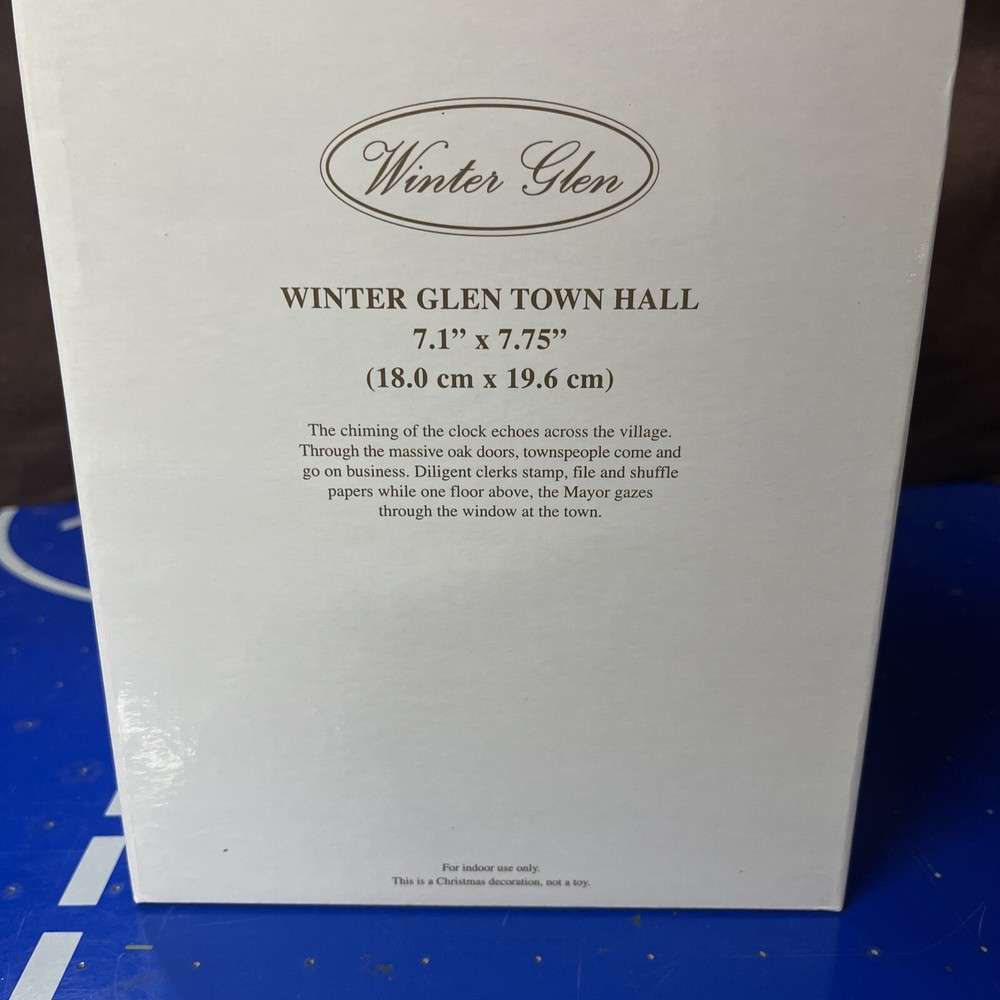 Winter Glen
WINTER GLEN TOWN HALL
7.1” x 7.75”
(18.0 cm x 19.6 cm)
The chiming of the clock echoes across the village.
Through the massive oak doors, townspeople come and
go on business. Diligent clerks stamp, file and shuffle
papers while one floor above, the Mayor gazes
through the window at the town.
For indoor use only.
This is a Christmas decoration, not a toy.